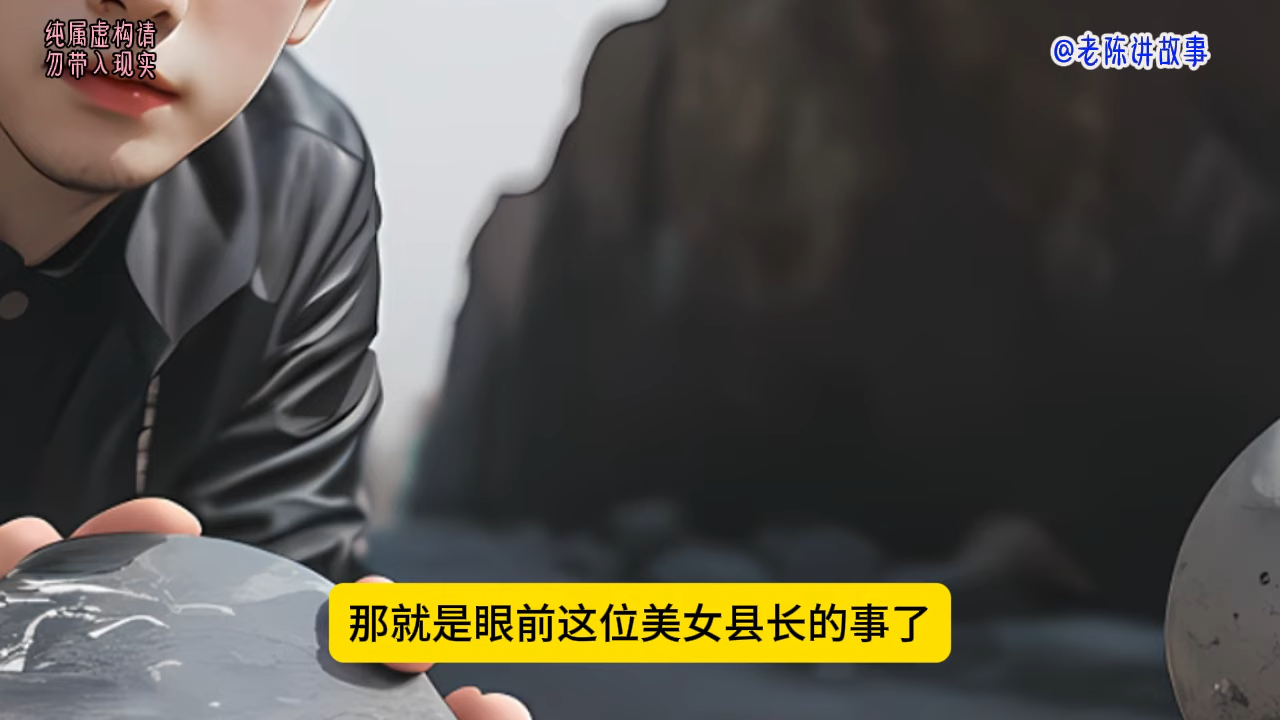 纯属虚构请
勿带入现实
@老陈讲故事
那就是眼前这位美女县长的事了